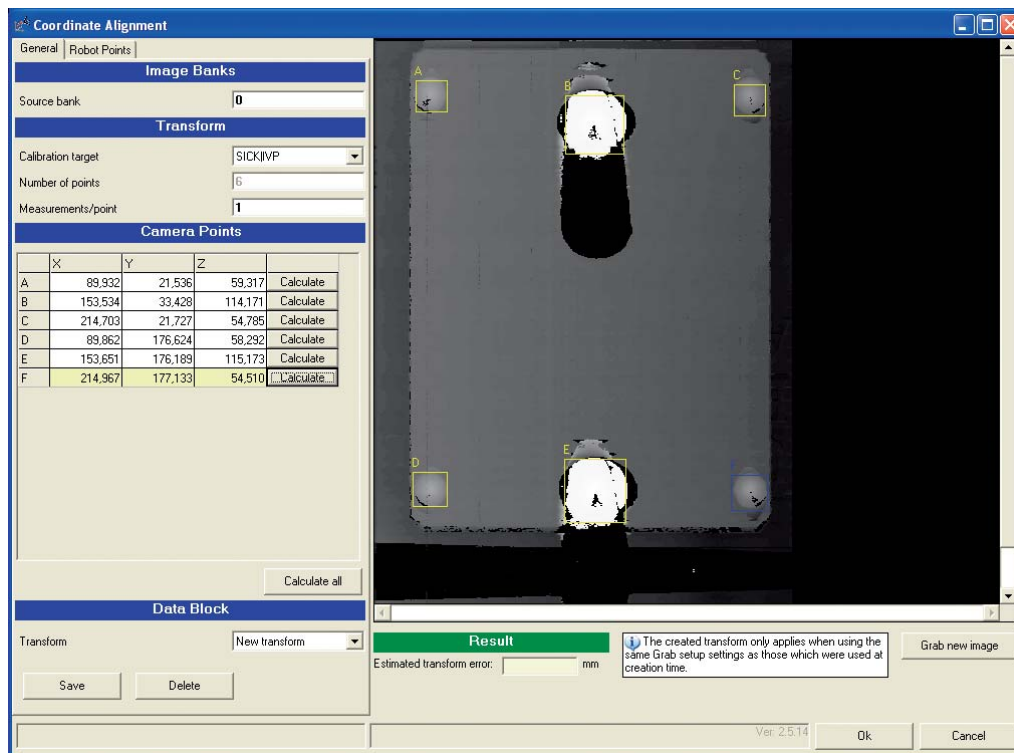 Coordinate Alignment
General Robot Points
Image Banks
Source bank 0
Transform
Calibration target SICK|IVP
Number of points 6
Measurements/point 1
Camera Points
X Y Z
A 89,932 21,536 59,317 Calculate
B 153,534 33,428 114,171 Calculate
C 214,703 21,727 54,785 Calculate
D 89,862 176,624 58,292 Calculate
E 153,651 176,189 115,173 Calculate
F 214,967 177,133 54,510 Calculate
Calculate all
Data Block
Transform New transform
Save Delete
A
B
C
D
E
F
Result
Estimated transform error: mm
The created transform only applies when using the
same Grab setup settings as those which were used at
creation time.
Grab new image
Ver: 2.5.14
Ok Cancel